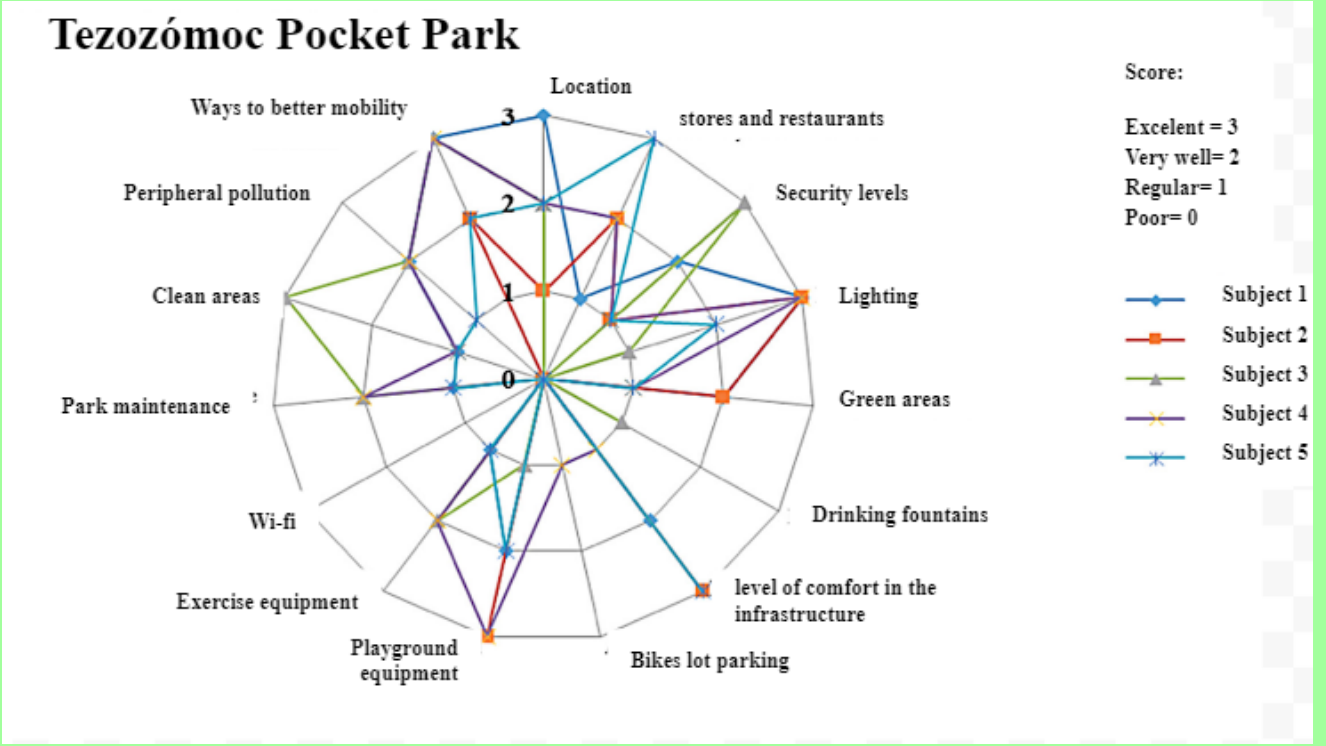 Tezozómoc Pocket Park
Location
stores and restaurants
Security levels
Lighting
Green areas
Drinking fountains
level of comfort in the
infrastructure
Bikes lot parking
Playground
equipment
Exercise equipment
Wi-fi
Park maintenance
Clean areas
Peripheral pollution
Ways to better mobility
3
2
1
0
Score:
Excelent = 3
Very well= 2
Regular= 1
Poor= 0
Subject 1
Subject 2
Subject 3
Subject 4
Subject 5